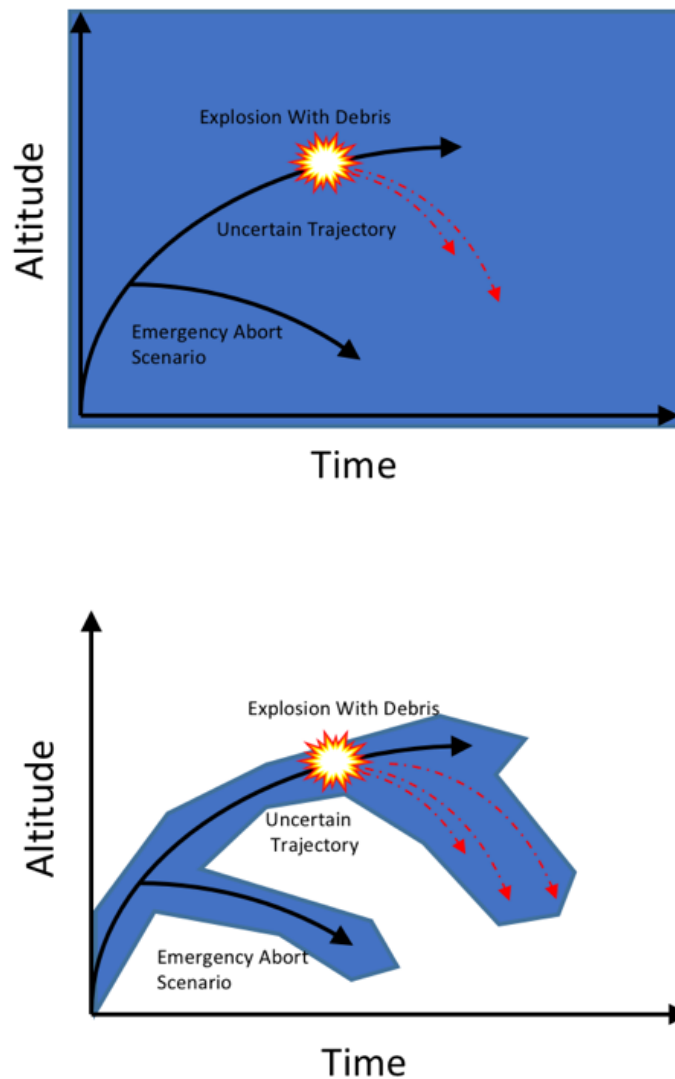 Altitude
Explosion With Debris
Uncertain Trajectory
Emergency Abort
Scenario
Time
Altitude
Explosion With Debris
Uncertain
Trajectory
Emergency Abort
Scenario
Time